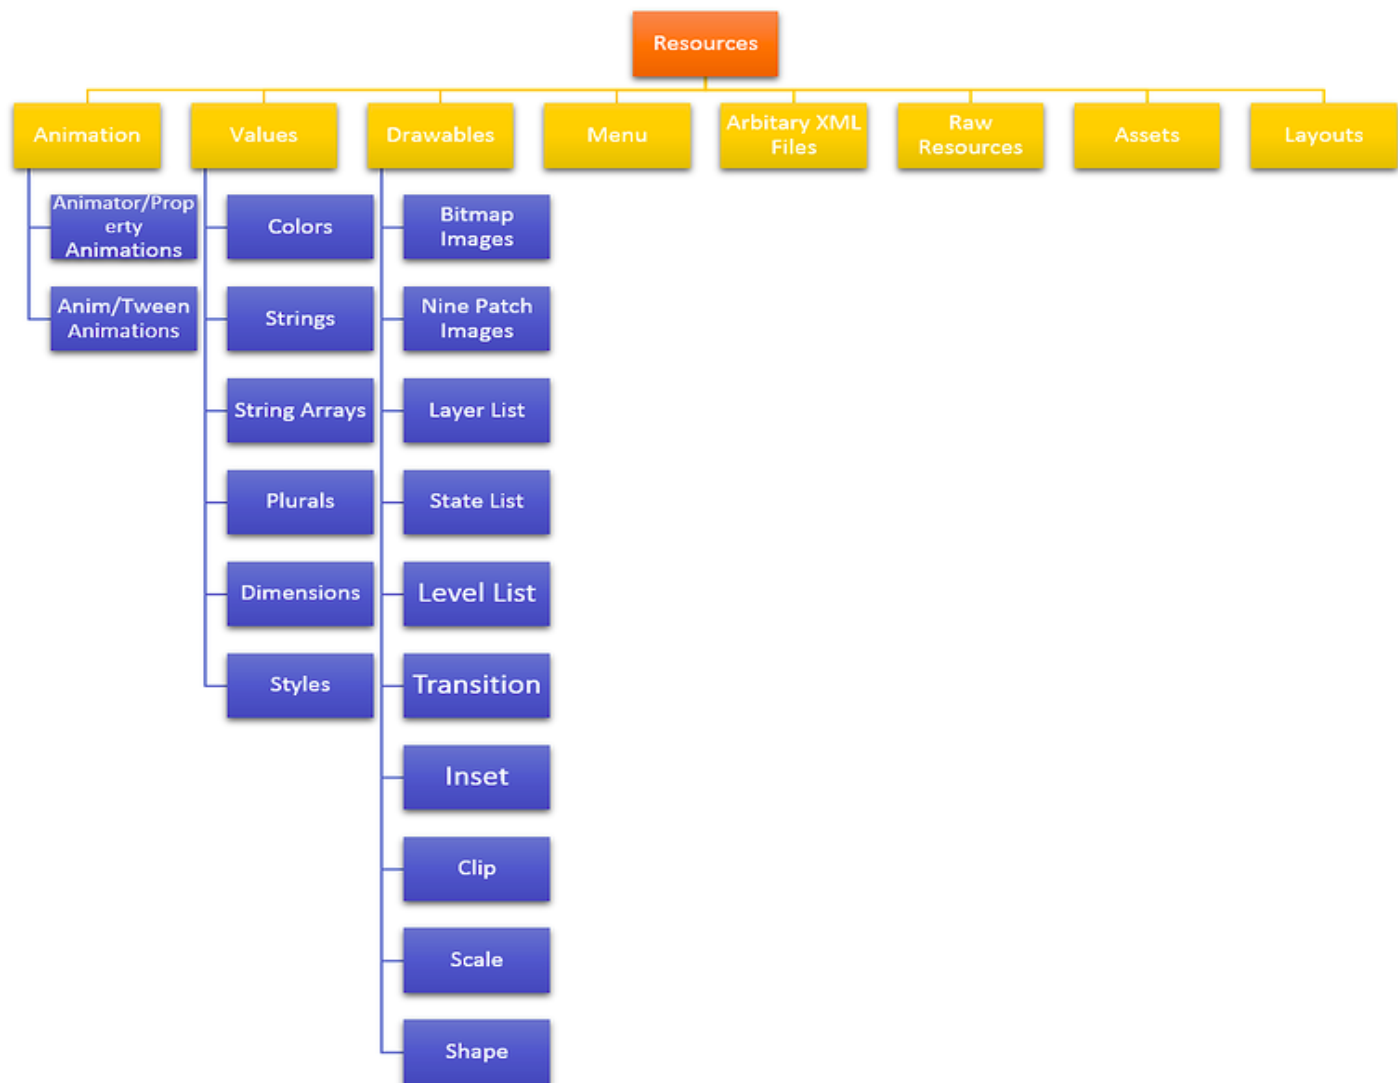 Resources
Animation
Values
Drawables
Menu
Arbitary XML
Files
Raw
Resources
Assets
Layouts
Animator/Prop
erty
Animations
Anim/Tween
Animations
Colors
Strings
String Arrays
Plurals
Dimensions
Styles
Bitmap
Images
Nine Patch
Images
Layer List
State List
Level List
Transition
Inset
Clip
Scale
Shape